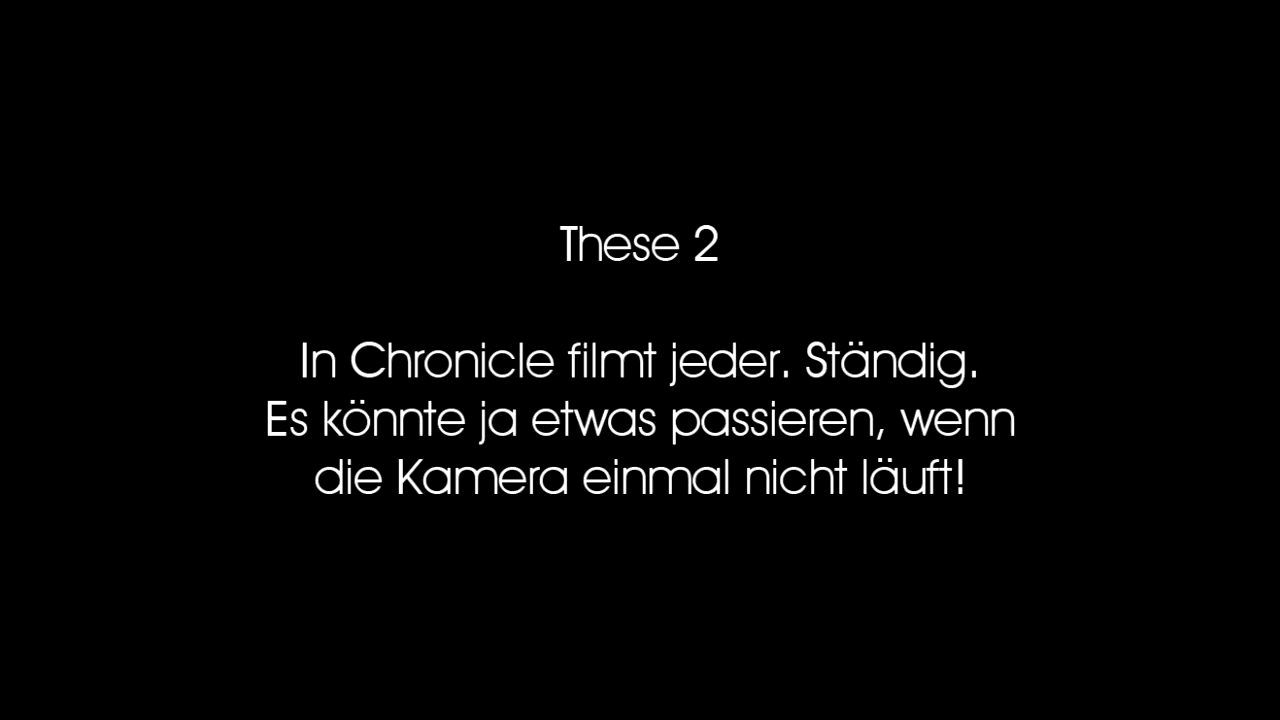 These 2
In Chronicle filmt jeder. Ständig.
Es könnte ja etwas passieren, wenn
die Kamera einmal nicht läuft!